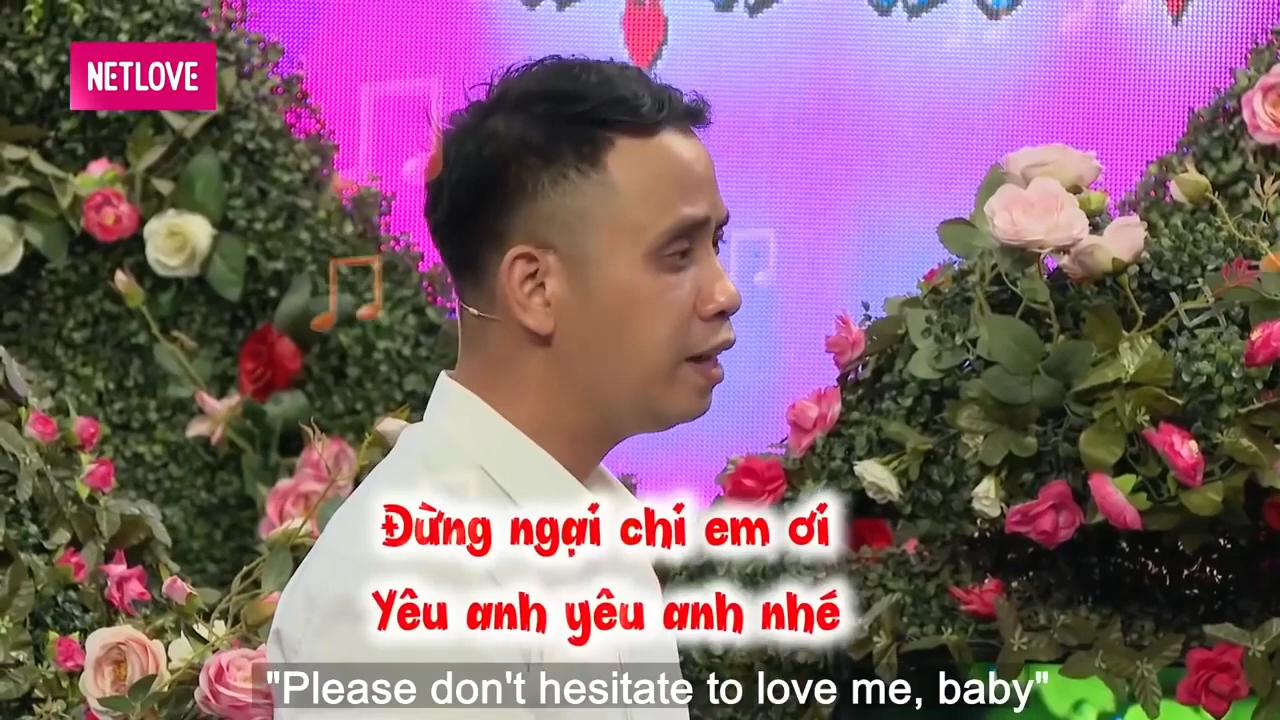 NETLOVE
Đừng ngại chi em ơi
Yêu anh yêu anh nhé
"Please don't hesitate to love me, baby"